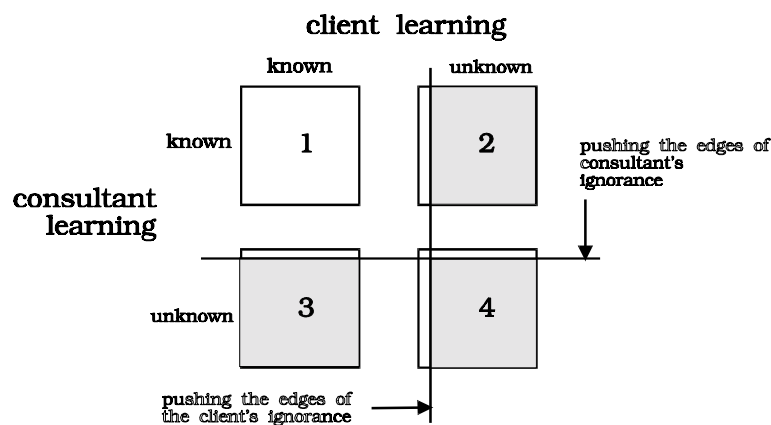 client learning
known
unknown
known
1
2
pushing the edges of
consultant's
ignorance
consultant
learning
unknown
3
4
pushing the edges of
the client's ignorance